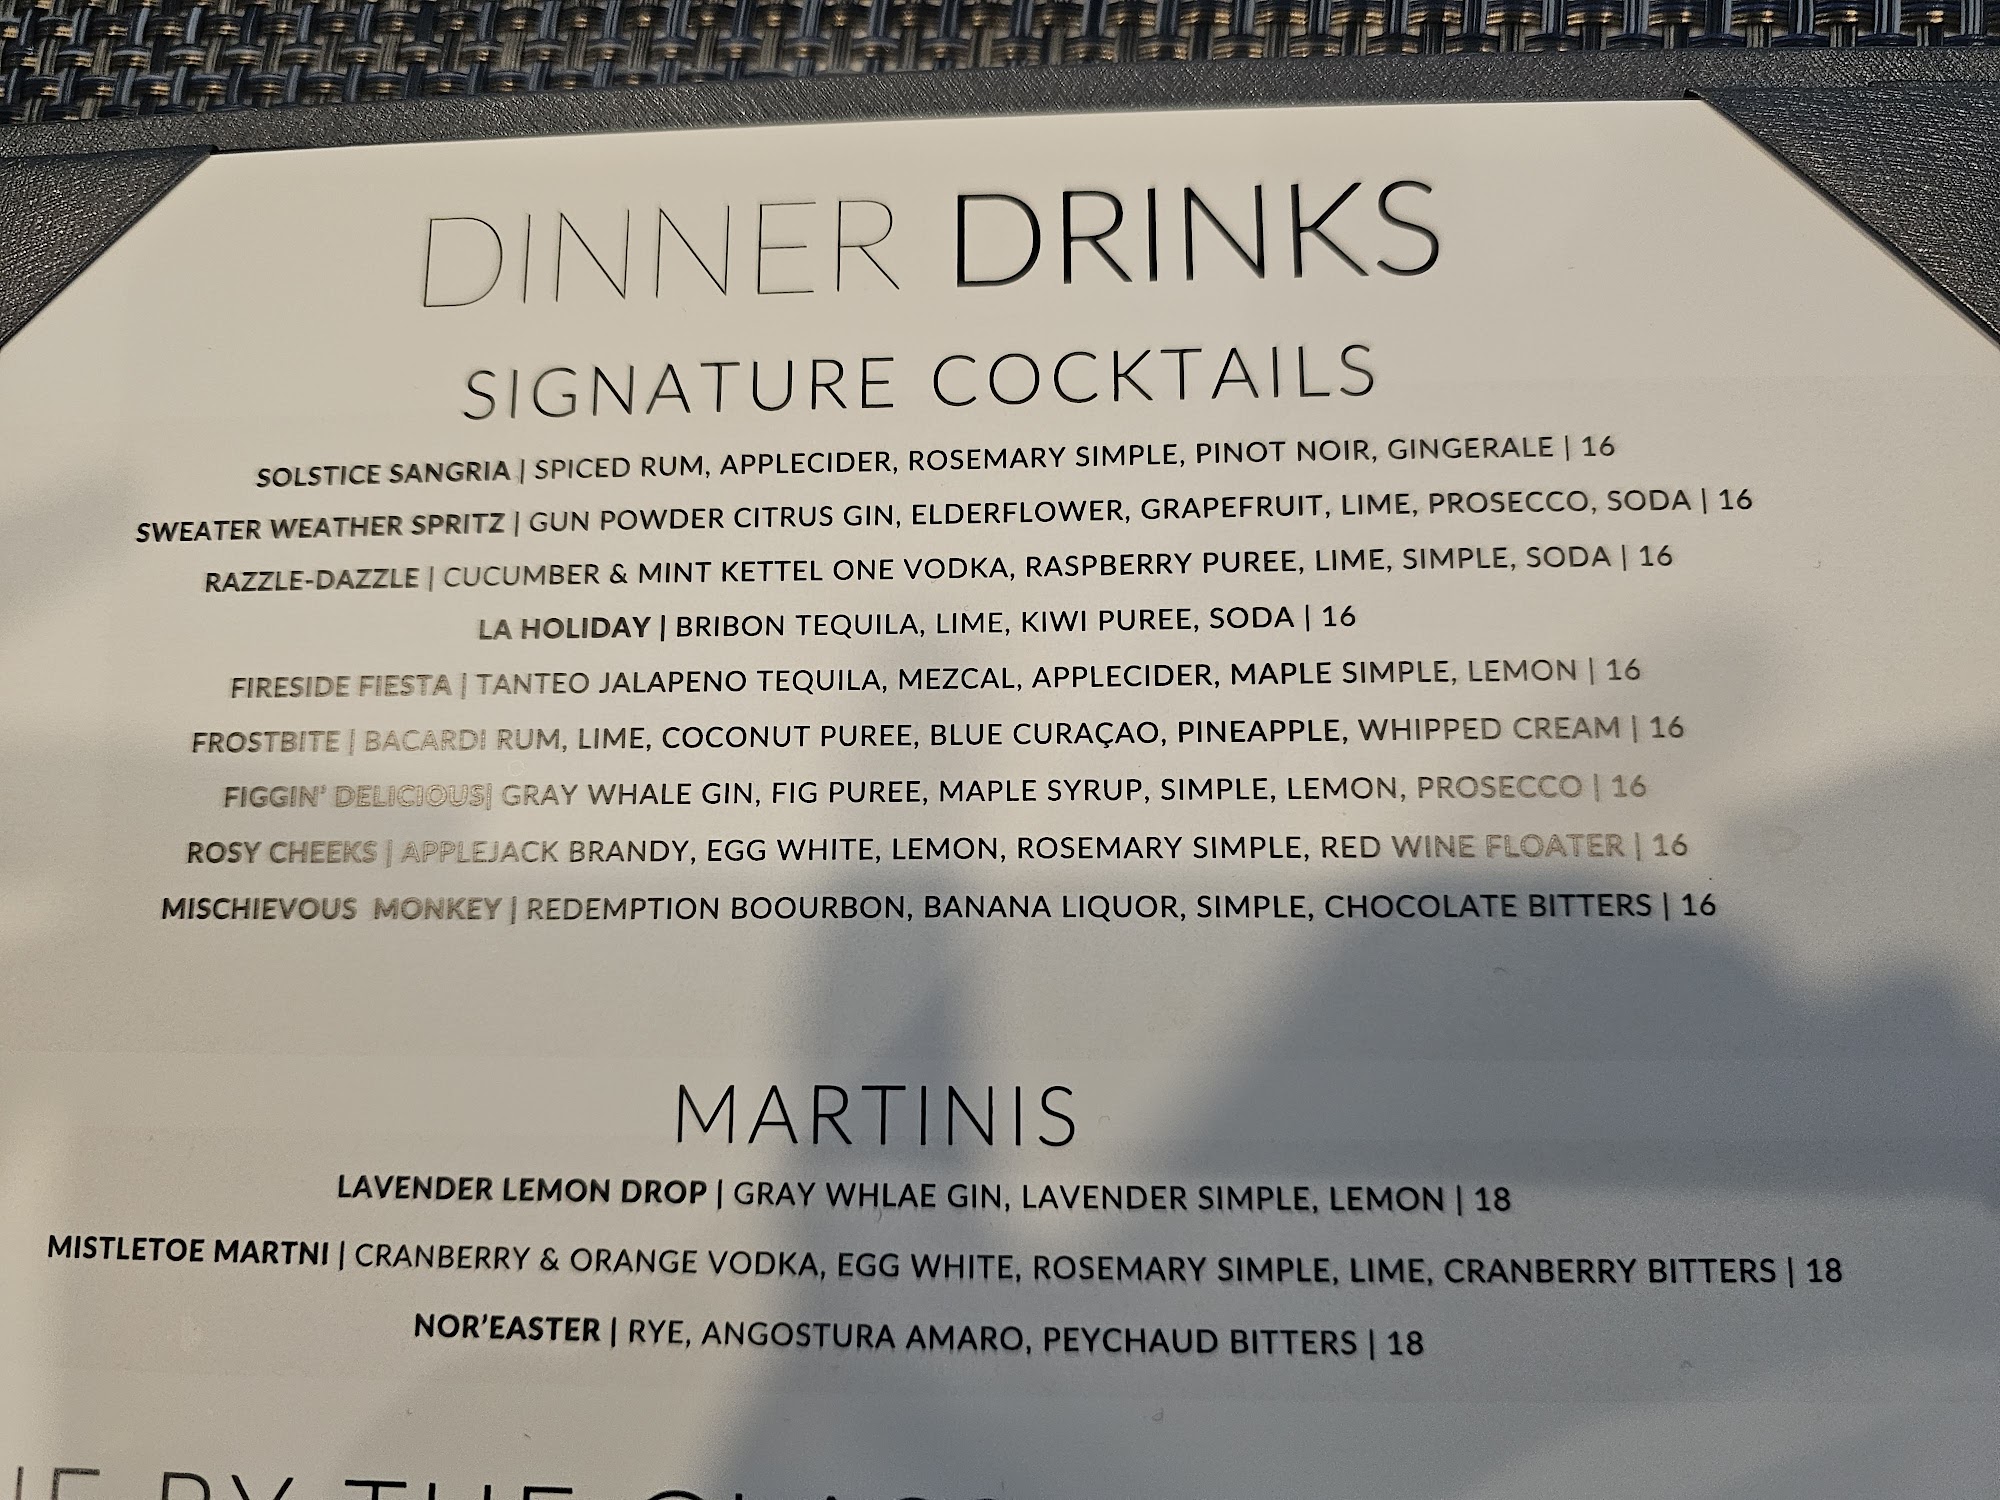 DINNER DRINKS
SIGNATURE COCKTAILS
SOLSTICE SANGRIA | SPICED RUM, APPLECIDER, ROSEMARY SIMPLE, PINOT NOIR, GINGERALE | 16
SWEATER WEATHER SPRITZ | GUN POWDER CITRUS GIN, ELDERFLOWER, GRAPEFRUIT, LIME, PROSECCO, SODA | 16
RAZZLE-DAZZLE | CUCUMBER & MINT KETTEL ONE VODKA, RASPBERRY PUREE, LIME, SIMPLE, SODA | 16
LA HOLIDAY | BRIBON TEQUILA, LIME, KIWI PUREE, SODA | 16
FIRESIDE FIESTA | TANTEO JALAPENO TEQUILA, MEZCAL, APPLECIDER, MAPLE SIMPLE, LEMON | 16
FROSTBITE | BACARDI RUM, LIME, COCONUT PUREE, BLUE CURAÇAO, PINEAPPLE, WHIPPED CREAM | 16
FIGGIN' DELICIOUS| GRAY WHALE GIN, FIG PUREE, MAPLE SYRUP, SIMPLE, LEMON, PROSECCO | 16
ROSY CHEEKS | APPLEJACK BRANDY, EGG WHITE, LEMON, ROSEMARY SIMPLE, RED WINE FLOATER | 16
MISCHIEVOUS MONKEY | REDEMPTION BOOURBON, BANANA LIQUOR, SIMPLE, CHOCOLATE BITTERS | 16
MARTINIS
LAVENDER LEMON DROP | GRAY WHLAE GIN, LAVENDER SIMPLE, LEMON | 18
MISTLETOE MARTNI | CRANBERRY & ORANGE VODKA, EGG WHITE, ROSEMARY SIMPLE, LIME, CRANBERRY BITTERS | 18
NOR'EASTER | RYE, ANGOSTURA AMARO, PEYCHAUD BITTERS | 18
BY THE GLASS